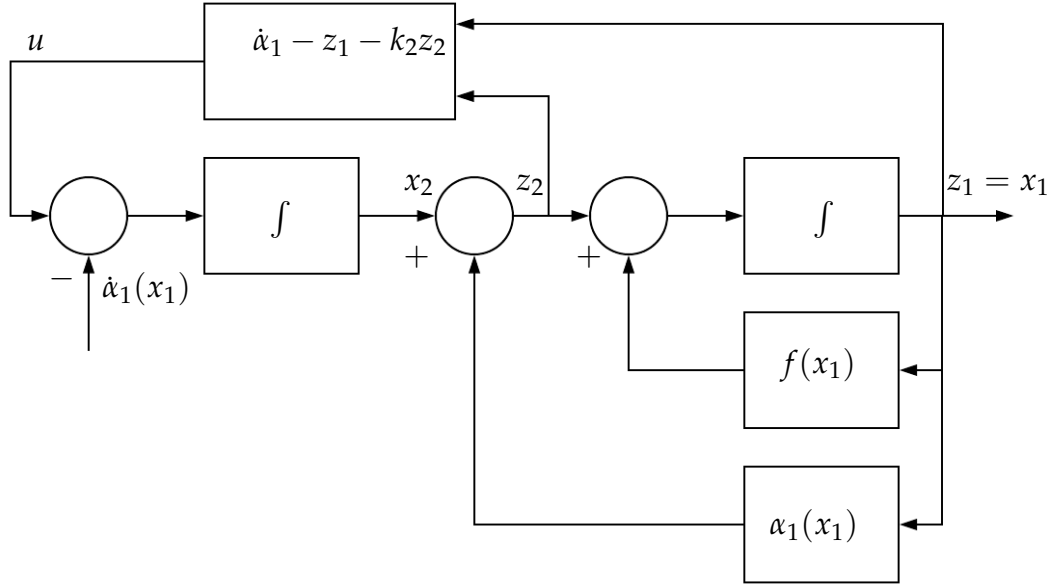 u
α̇₁ − z₁ − k₂z₂
x₂
z₂
z₁ = x₁
∫
∫
+
+
−
α̇₁(x₁)
f(x₁)
α₁(x₁)